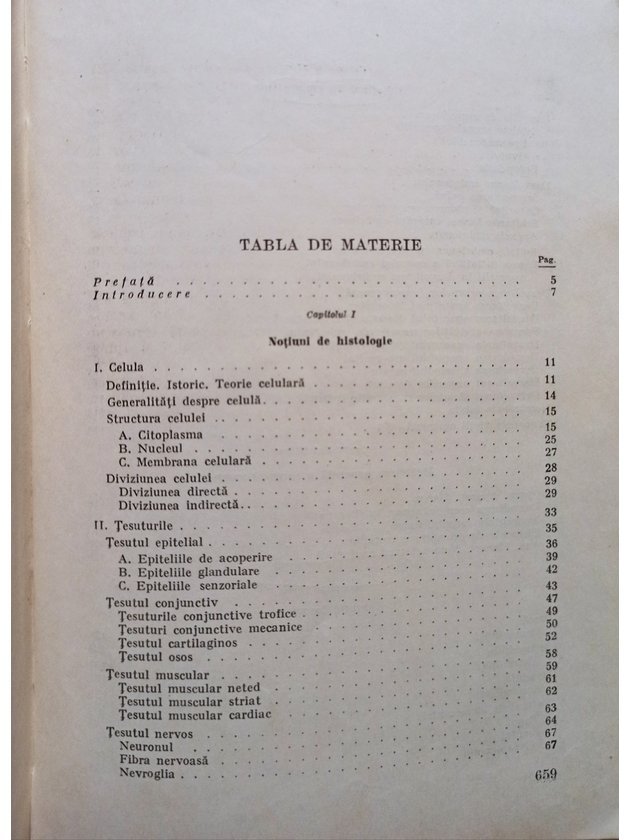 TABLA DE MATERIE
Pag.
Prefață . . . . . . . . . . . . . . . . . . . 5
Introducere . . . . . . . . . . . . . . . . . . 7
Capitolul I
Noțiuni de histologie
I. Celula . . . . . . . . . . . . . . . . . . . . 11
Definiție. Istoric. Teorie celulară . . . . . . . . . . . 11
Generalități despre celulă. . . . . . . . . . . . . . 14
Structura celulei . . . . . . . . . . . . . . . . . 15
A. Citoplasma . . . . . . . . . . . . . . . . . 15
B. Nucleul . . . . . . . . . . . . . . . . . . 25
C. Membrana celulară . . . . . . . . . . . . . . 27
Diviziunea celulei . . . . . . . . . . . . . . . . 28
Diviziunea directă . . . . . . . . . . . . . . . 29
Diviziunea indirectă. . . . . . . . . . . . . . . 29
II. Țesuturile . . . . . . . . . . . . . . . . . . . 33
Țesutul epitelial . . . . . . . . . . . . . . . . . 35
A. Epiteliile de acoperire . . . . . . . . . . . . . 36
B. Epiteliile glandulare . . . . . . . . . . . . . . 39
C. Epiteliile senzoriale . . . . . . . . . . . . . . 42
Țesutul conjunctiv . . . . . . . . . . . . . . . . 43
Țesuturile conjunctive trofice . . . . . . . . . . . . 47
Țesuturi conjunctive mecanice . . . . . . . . . . . 49
Țesutul cartilaginos . . . . . . . . . . . . . . . 50
Țesutul osos . . . . . . . . . . . . . . . . . 52
Țesutul muscular . . . . . . . . . . . . . . . . . 58
Țesutul muscular neted . . . . . . . . . . . . . . 59
Țesutul muscular striat . . . . . . . . . . . . . . 61
Țesutul muscular cardiac . . . . . . . . . . . . . 62
Țesutul nervos . . . . . . . . . . . . . . . . . . 63
Neuronul . . . . . . . . . . . . . . . . . . 64
Fibra nervoasă . . . . . . . . . . . . . . . . 67
Nevroglia . . . . . . . . . . . . . . . . . . 67
659